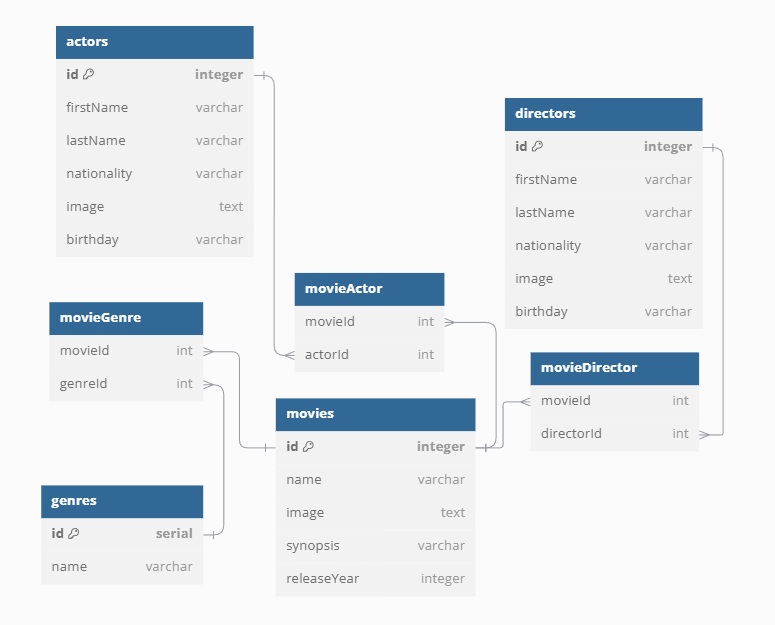 actors
id integer
firstName varchar
lastName varchar
nationality varchar
image text
birthday varchar
directors
id integer
firstName varchar
lastName varchar
nationality varchar
image text
birthday varchar
movieActor
movieId int
actorId int
movieGenre
movieId int
genreId int
movieDirector
movieId int
directorId int
movies
id integer
name varchar
image text
synopsis varchar
releaseYear integer
genres
id serial
name varchar